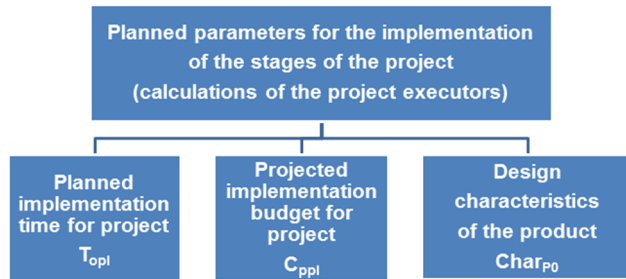 Planned parameters for the implementation
of the stages of the project
(calculations of the project executors)
Planned
implementation
time for project
Topl
Projected
implementation
budget for
project
Cppl
Design
characteristics
of the product
CharP0